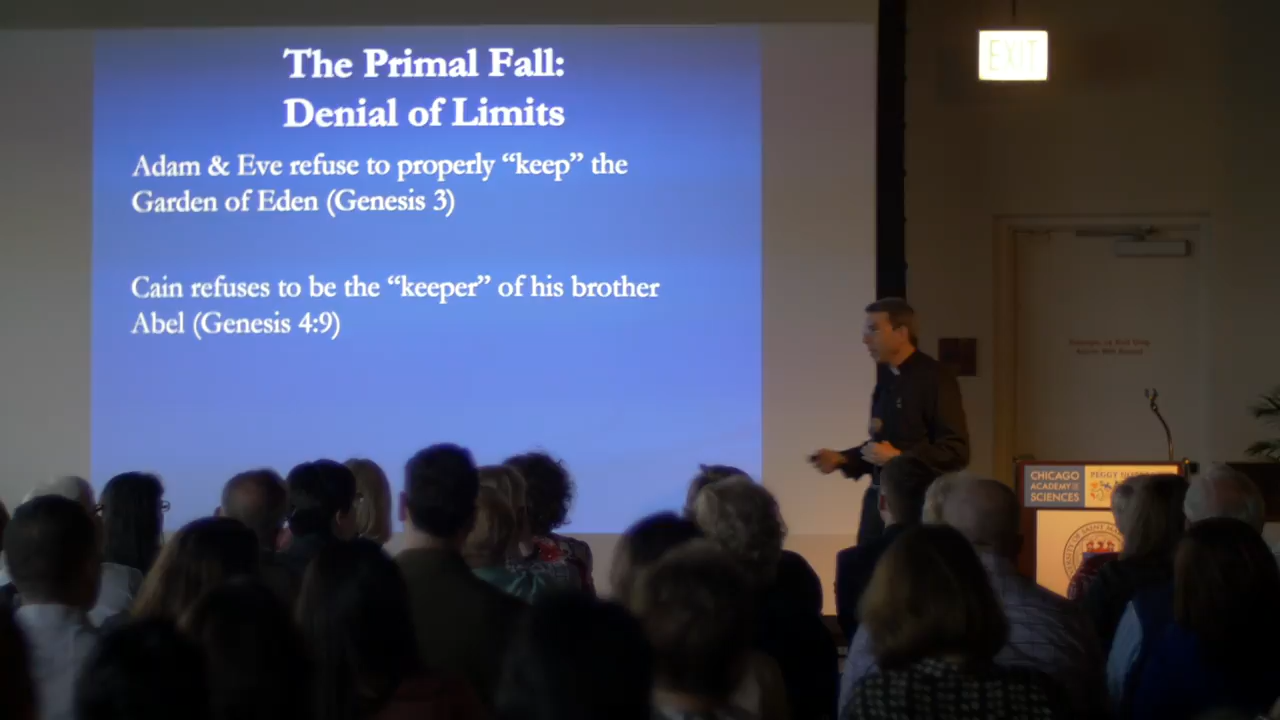 The Primal Fall:
Denial of Limits
Adam & Eve refuse to properly “keep” the
Garden of Eden (Genesis 3)
Cain refuses to be the “keeper” of his brother
Abel (Genesis 4:9)
EXIT
CHICAGO
ACADEMY
SCIENCES
PEGGY